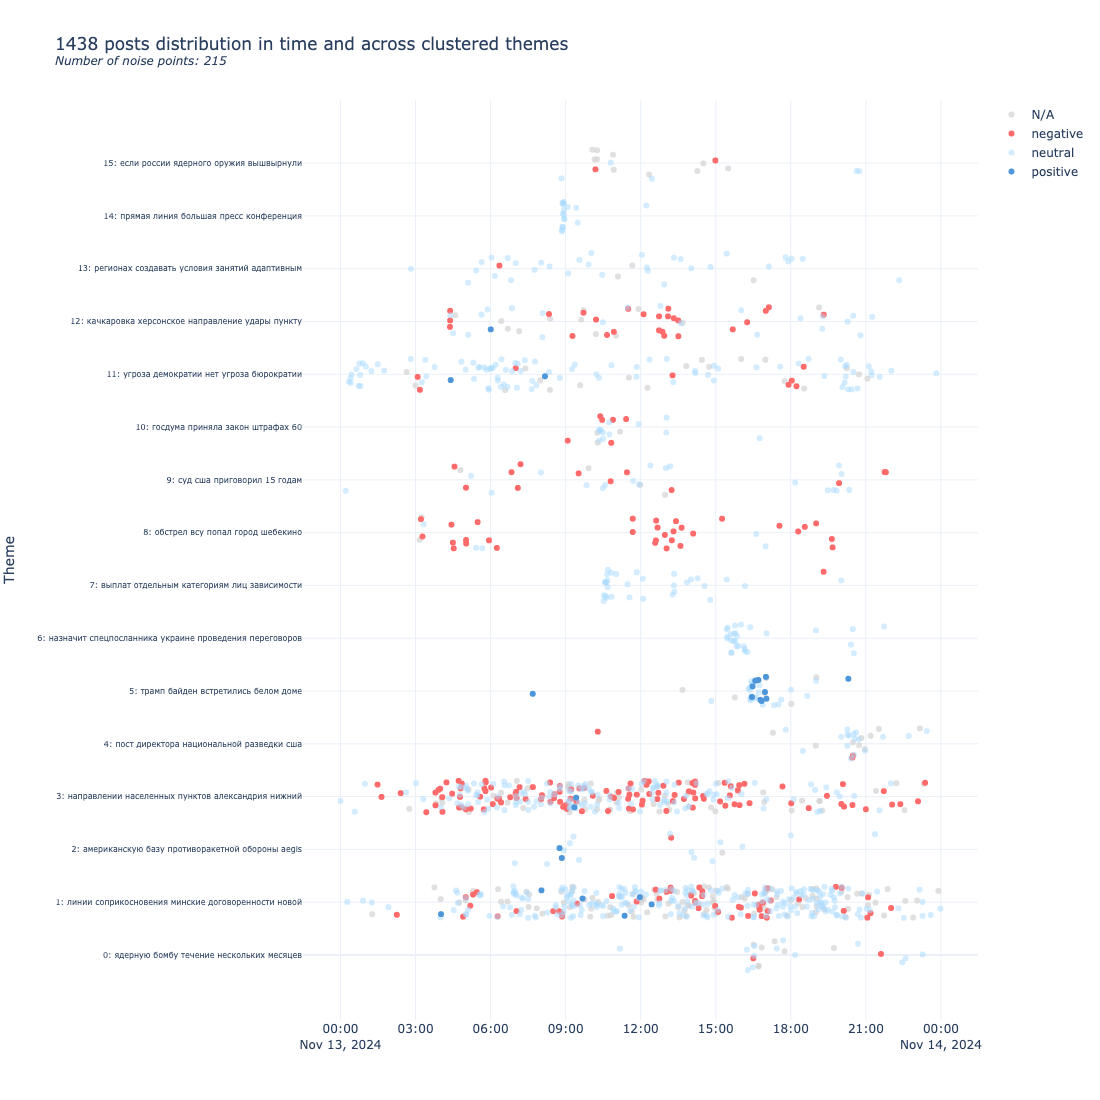 1438 posts distribution in time and across clustered themes
Number of noise points: 215
N/A
negative
neutral
positive
Theme
15: если россии ядерного оружия вышвырнули
14: прямая линия большая пресс конференция
13: регионах создавать условия занятий адаптивным
12: качкаровка херсонское направление удары пункту
11: угроза демократии нет угроза бюрократии
10: госдума приняла закон штрафах 60
9: суд сша приговорил 15 годам
8: обстрел всу попал город шебекино
7: выплат отдельным категориям лиц зависимости
6: назначит спецпосланника украине проведения переговоров
5: трамп байден встретились белом доме
4: пост директора национальной разведки сша
3: направлении населенных пунктов александрия нижний
2: американскую базу противоракетной обороны aegis
1: линии соприкосновения минские договоренности новой
0: ядерную бомбу течение нескольких месяцев
00:00 03:00 06:00 09:00 12:00 15:00 18:00 21:00 00:00
Nov 13, 2024 Nov 14, 2024